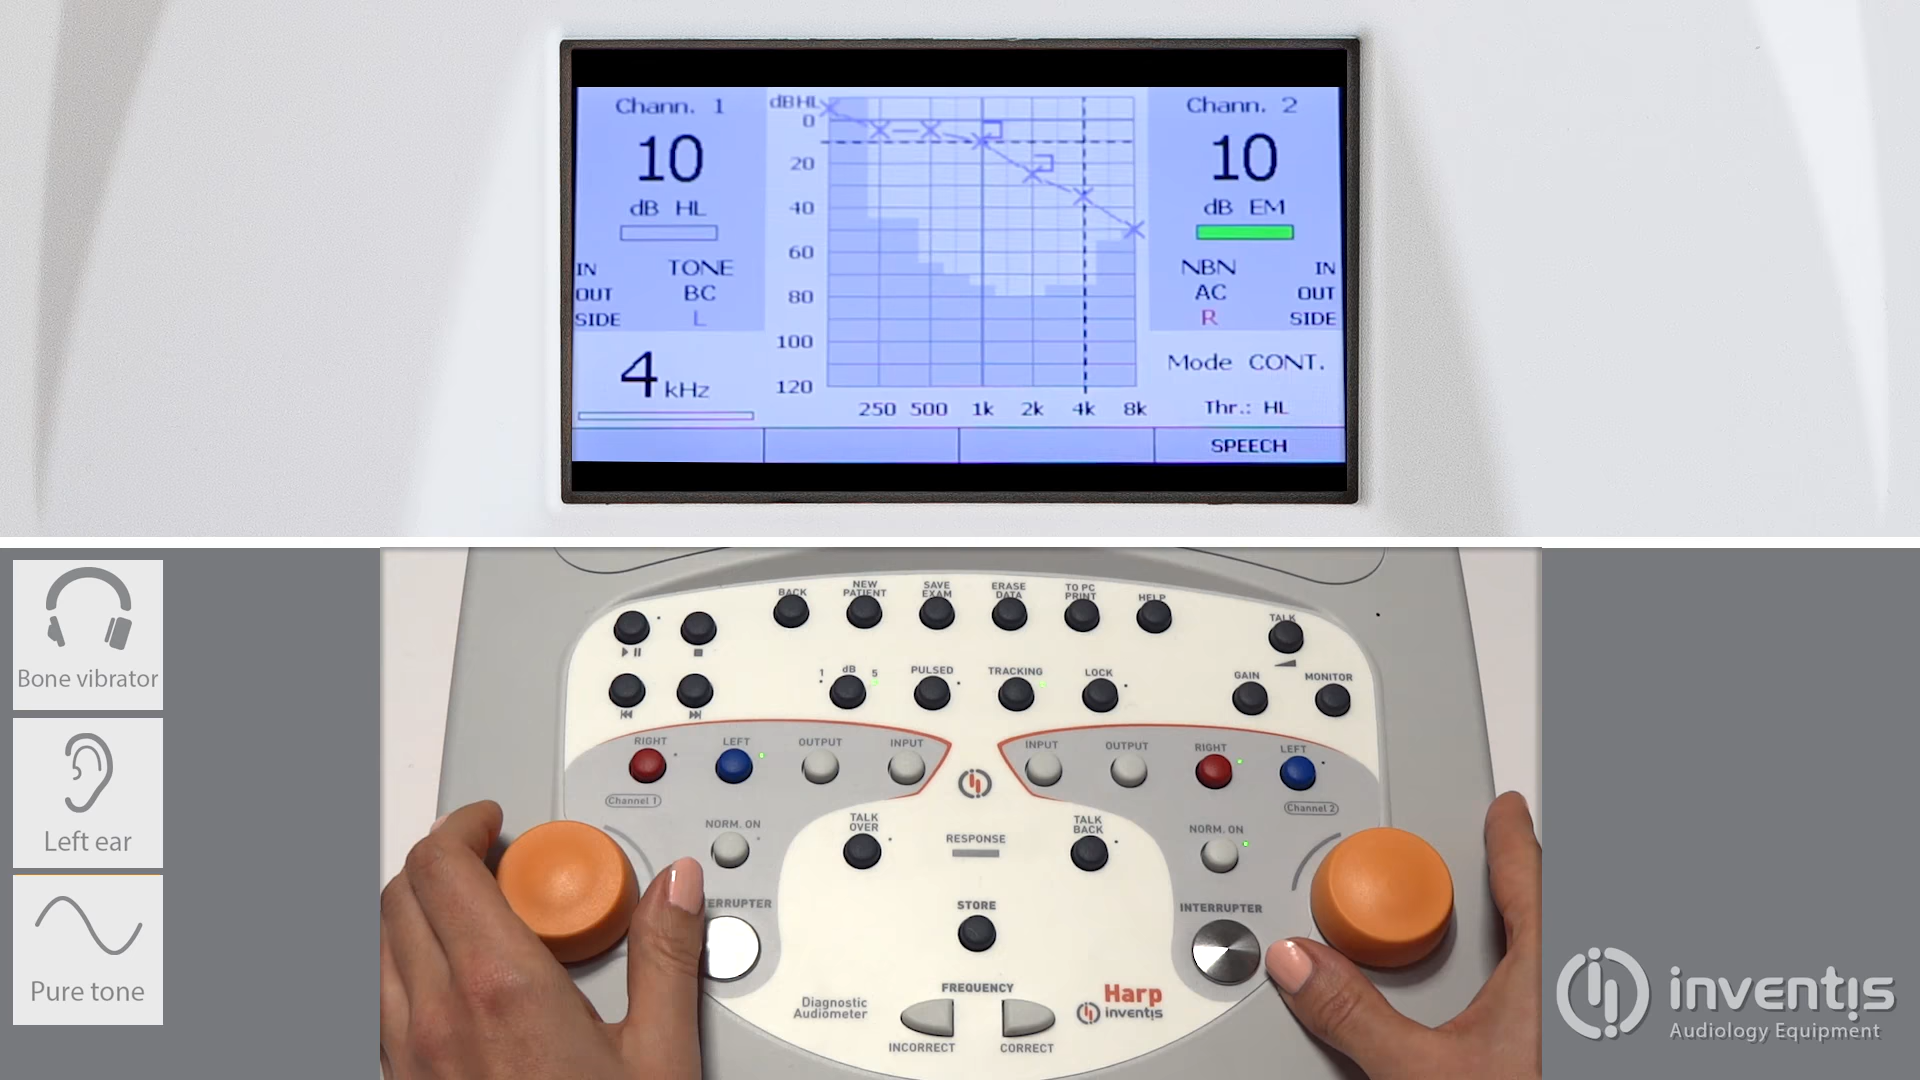 Chann. 1
10
dB HL
IN TONE
OUT BC
SIDE L
4 kHz
dBHL
0
20
40
60
80
100
120
250 500 1k 2k 4k 8k
Chann. 2
10
dB EM
NBN IN
AC OUT
R SIDE
Mode CONT.
Thr.: HL
SPEECH
Bone vibrator
Left ear
Pure tone
BACK
NEW
PATIENT
SAVE
EXAM
ERASE
DATA
TO PC
PRINT
HELP
TALK
1 dB 5
PULSED
TRACKING
LOCK
GAIN
MONITOR
RIGHT
LEFT
OUTPUT
INPUT
INPUT
OUTPUT
RIGHT
LEFT
Channel 1
Channel 2
NORM. ON
TALK
OVER
RESPONSE
TALK
BACK
NORM. ON
ERRUPTER
STORE
INTERRUPTER
FREQUENCY
Diagnostic
Audiometer
Harp
inventis
INCORRECT
CORRECT
inventis
Audiology Equipment